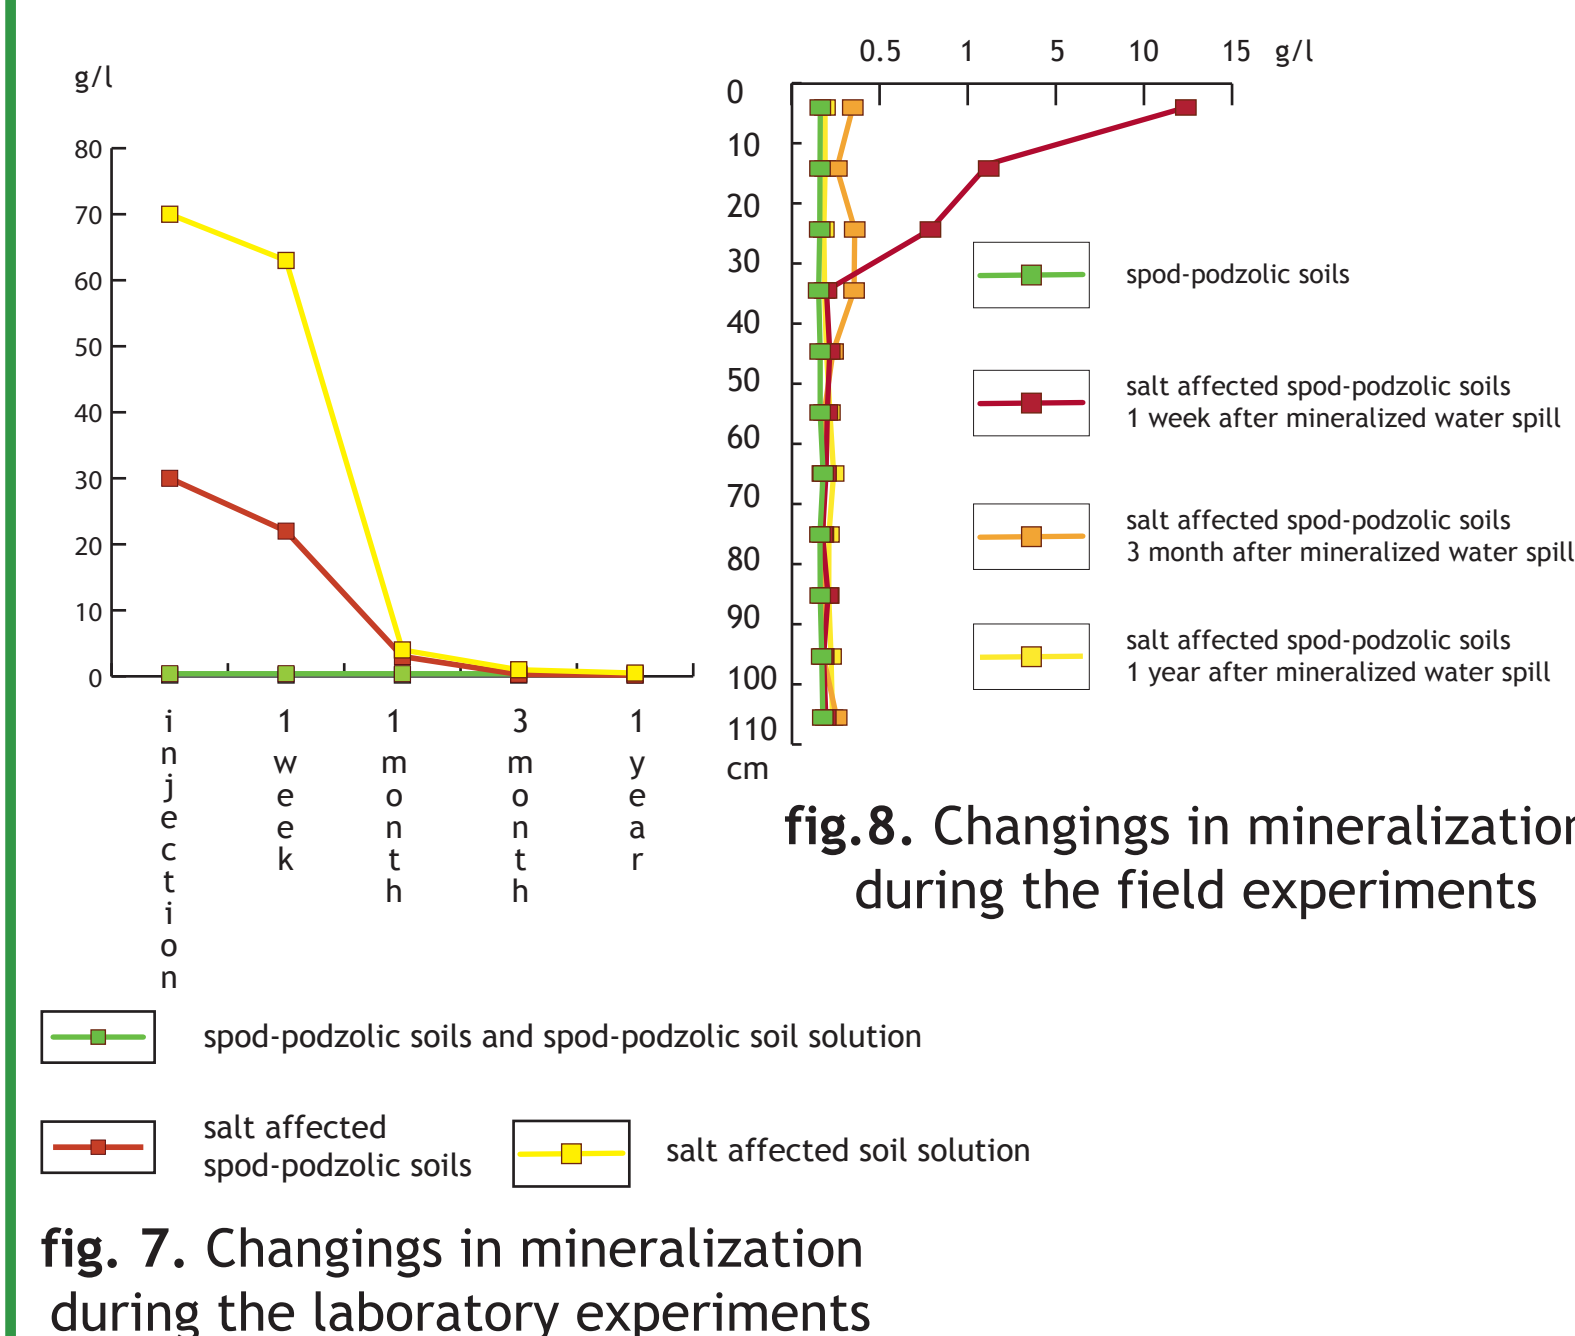 g/l
80
70
60
50
40
30
20
10
0
injection
1 week
1 month
3 month
1 year
0.5 1 5 10 15 g/l
0
10
20
30
40
50
60
70
80
90
100
110
cm
spod-podzolic soils
salt affected spod-podzolic soils
1 week after mineralized water spill
salt affected spod-podzolic soils
3 month after mineralized water spill
salt affected spod-podzolic soils
1 year after mineralized water spill
fig.8. Changings in mineralization
during the field experiments
spod-podzolic soils and spod-podzolic soil solution
salt affected
spod-podzolic soils
salt affected soil solution
fig. 7. Changings in mineralization
during the laboratory experiments